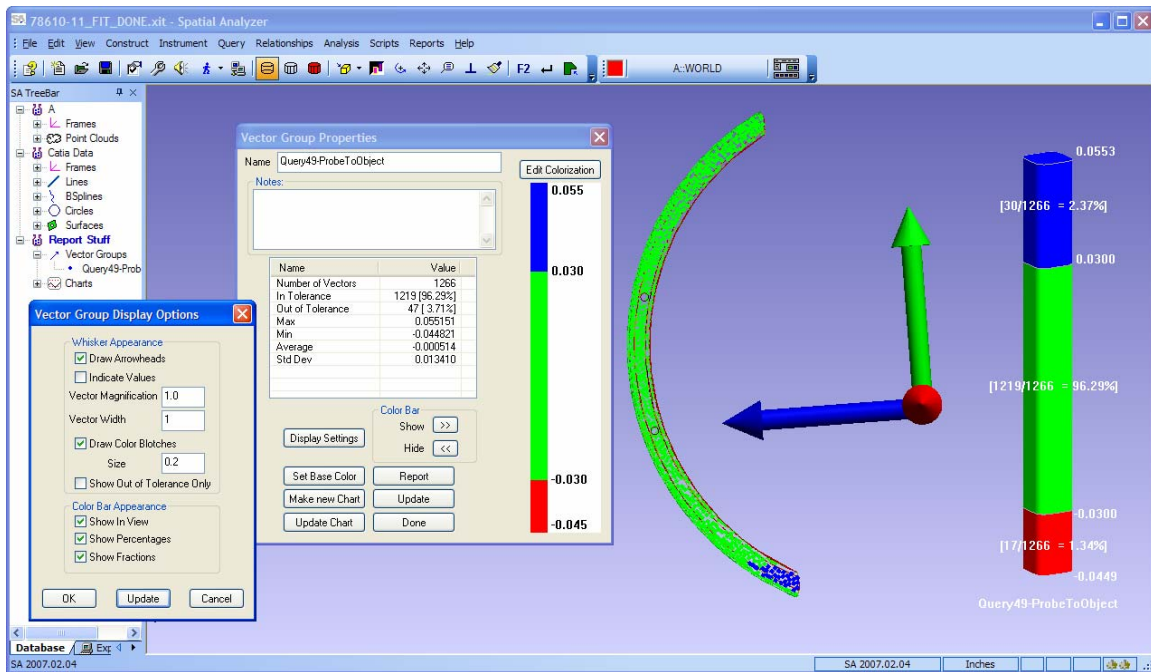 78610-11_FIT_DONE.xit - Spatial Analyzer
File Edit View Construct Instrument Query Relationships Analysis Scripts Reports Help
F2
A::WORLD
SA TreeBar
A
Frames
Point Clouds
Catia Data
Frames
Lines
BSplines
Circles
Surfaces
Report Stuff
Vector Groups
Query49-Prob
Charts
Database
SA 2007.02.04
Vector Group Display Options
Whisker Appearance
Draw Arrowheads
Indicate Values
Vector Magnification 1.0
Vector Width 1
Draw Color Blotches
Size 0.2
Show Out of Tolerance Only
Color Bar Appearance
Show In View
Show Percentages
Show Fractions
OK Update Cancel
Vector Group Properties
Name Query49-ProbeToObject
Edit Colorization
Notes:
Name Value
Number of Vectors 1266
In Tolerance 1219 [96.29%]
Out of Tolerance 47 [ 3.71%]
Max 0.055151
Min -0.044821
Average -0.000514
Std Dev 0.013410
Color Bar
Show >>
Display Settings
Hide <<
Set Base Color Report
Make new Chart Update
Update Chart Done
0.055
0.030
-0.030
-0.045
0.0553
[30/1266 = 2.37%]
0.0300
[1219/1266 = 96.29%]
-0.0300
[17/1266 = 1.34%]
-0.0449
Query49-ProbeToObject
SA 2007.02.04 Inches